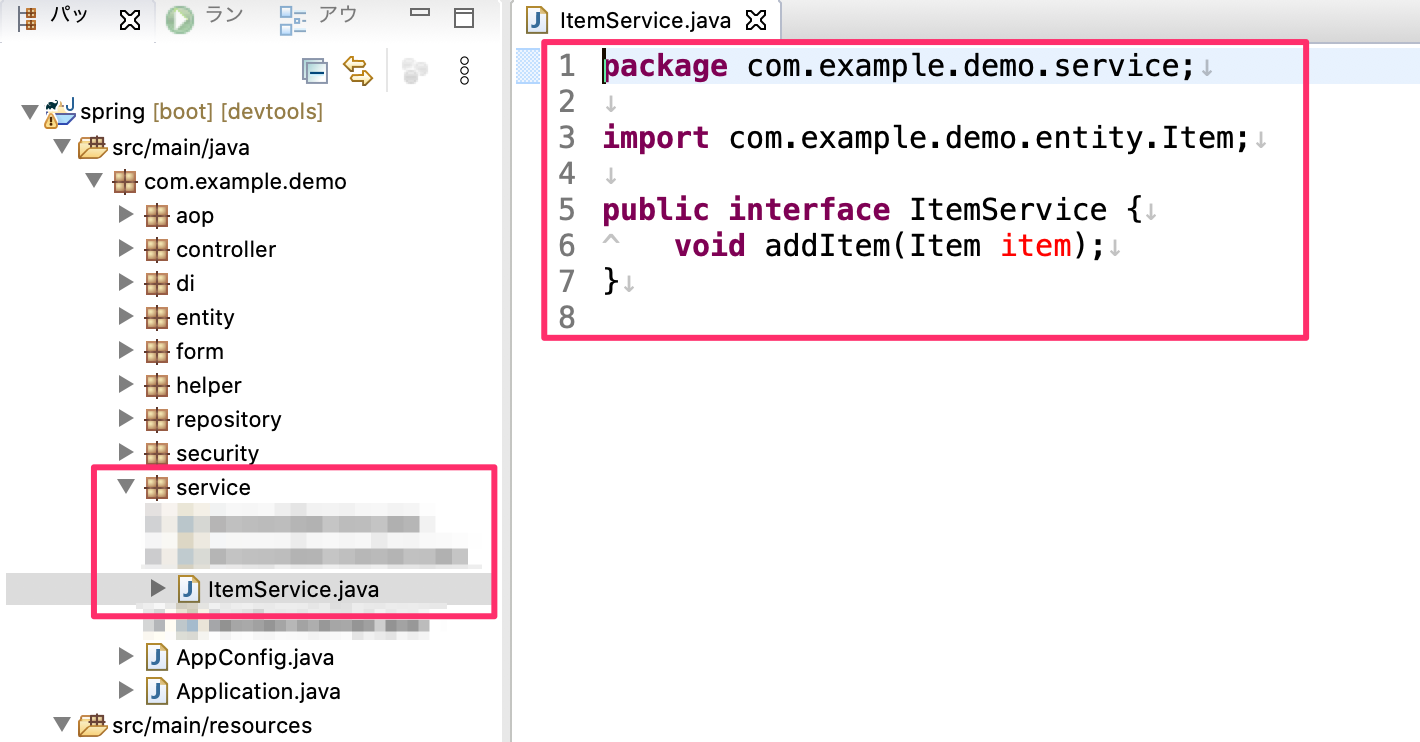 パッ
ラン
アウ
spring [boot] [devtools]
src/main/java
com.example.demo
aop
controller
di
entity
form
helper
repository
security
service
ItemService.java
AppConfig.java
Application.java
src/main/resources
ItemService.java
1 package com.example.demo.service;↓
2 ↓
3 import com.example.demo.entity.Item;↓
4 ↓
5 public interface ItemService {↓
6 ^ void addItem(Item item);↓
7 }↓
8